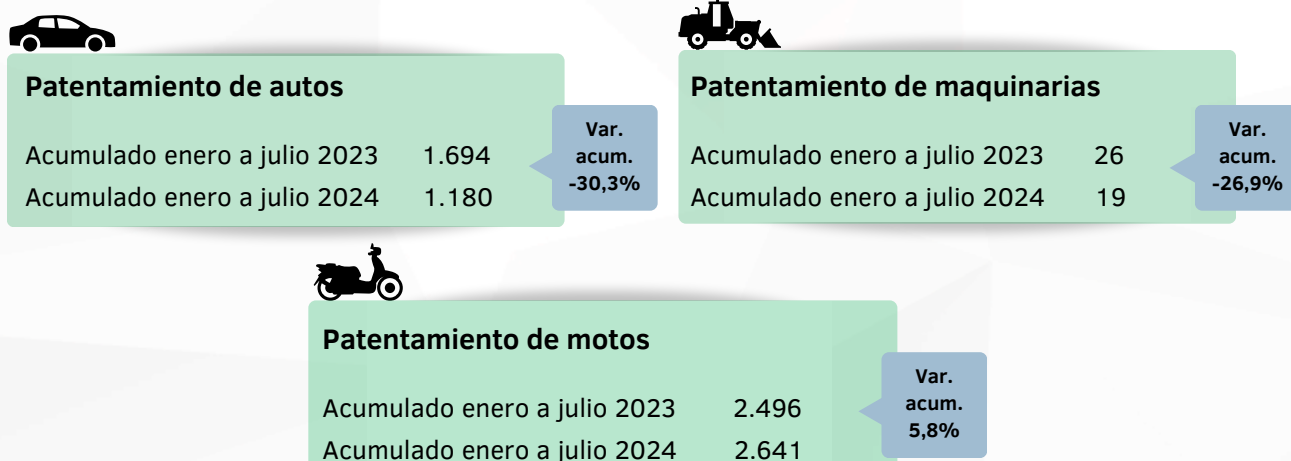 Patentamiento de autos
Acumulado enero a julio 2023 1.694
Acumulado enero a julio 2024 1.180
Var.
acum.
-30,3%
Patentamiento de maquinarias
Acumulado enero a julio 2023 26
Acumulado enero a julio 2024 19
Var.
acum.
-26,9%
Patentamiento de motos
Acumulado enero a julio 2023 2.496
Acumulado enero a julio 2024 2.641
Var.
acum.
5,8%